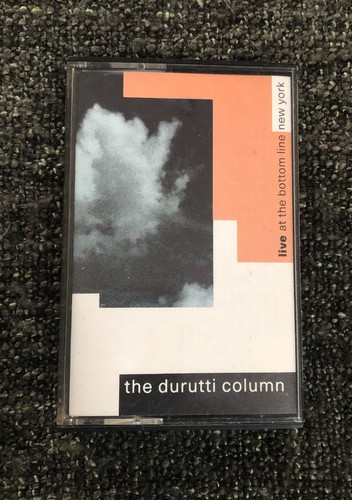 live at the bottom line new york
the durutti column